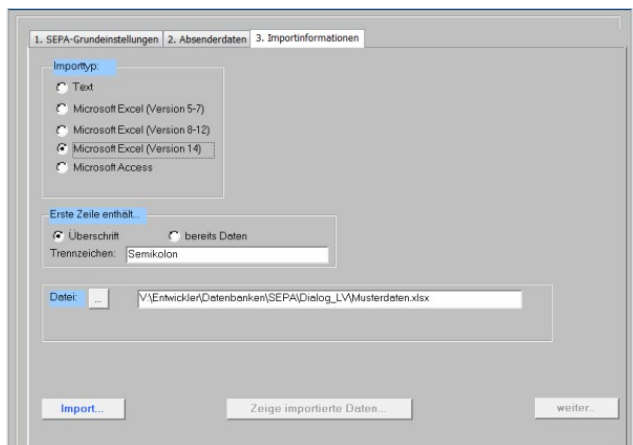 1. SEPA-Grundeinstellungen 2. Absenderdaten 3. Importinformationen
Importtyp:
Text
Microsoft Excel (Version 5-7)
Microsoft Excel (Version 8-12)
Microsoft Excel (Version 14)
Microsoft Access
Erste Zeile enthält...
Überschrift bereits Daten
Trennzeichen: Semikolon
Datei: ... V:\Entwickler\Datenbanken\SEPA\Dialog_LV\Musterdaten.xlsx
Import... Zeige importierte Daten... weiter..